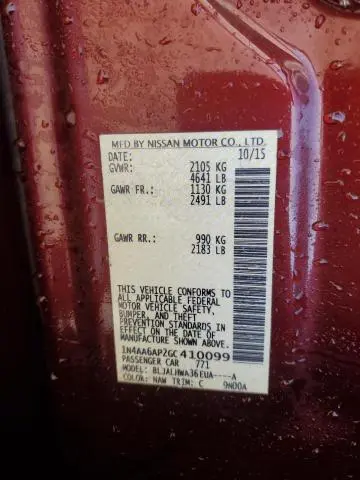 MFD BY NISSAN MOTOR CO., LTD.
DATE: 10/15
GVWR: 2105 KG
4641 LB
GAWR FR: 1130 KG
2491 LB
GAWR RR: 990 KG
2183 LB
THIS VEHICLE CONFORMS TO
ALL APPLICABLE FEDERAL
MOTOR VEHICLE SAFETY,
BUMPER, AND THEFT
PREVENTION STANDARDS
IN EFFECT ON THE DATE OF
MANUFACTURE SHOWN ABOVE.
1N4AA6AP2GC410099
PASSENGER CAR 771
MODEL: BLJALHWA36EUA----A
COLOR: NAW TRIM: C 9N00A